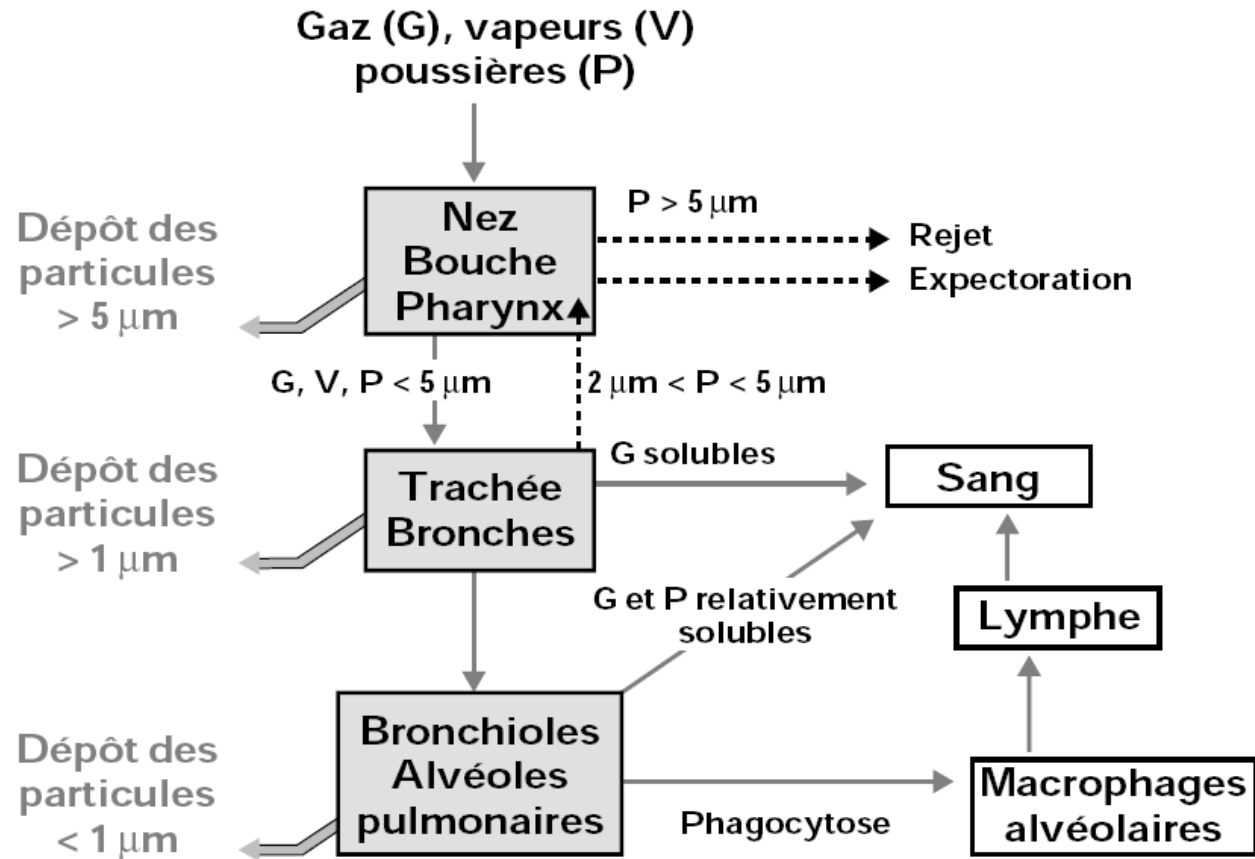 Gaz (G), vapeurs (V)
poussières (P)
Dépôt des
particules
> 5 µm
Nez
Bouche
Pharynx
P > 5 µm
Rejet
Expectoration
G, V, P < 5 µm
2 µm < P < 5 µm
Dépôt des
particules
> 1 µm
Trachée
Bronches
G solubles
Sang
G et P relativement
solubles
Lymphe
Dépôt des
particules
< 1 µm
Bronchioles
Alvéoles
pulmonaires
Phagocytose
Macrophages
alvéolaires